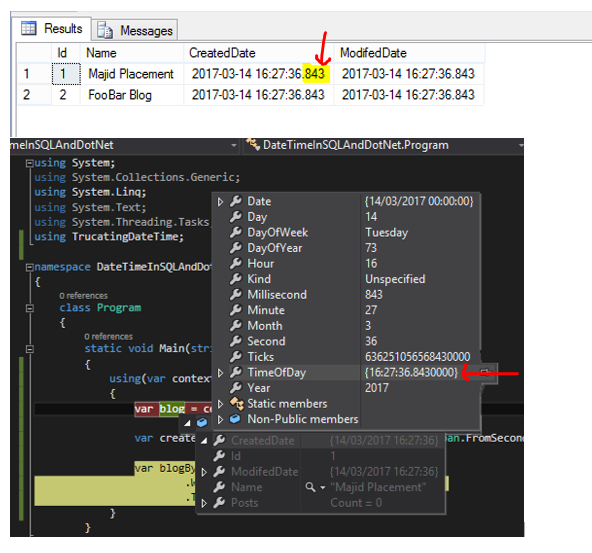 Results Messages
Id Name CreatedDate ModifedDate
1 1 Majid Placement 2017-03-14 16:27:36.843 2017-03-14 16:27:36.843
2 2 FooBar Blog 2017-03-14 16:27:36.843 2017-03-14 16:27:36.843
meInSQLAndDotNet DateTimeInSQLAndDotNet.Program
using System;
using System.Collections.Generic;
using System.Linq;
using System.Text;
using System.Threading.Tasks
using TrucatingDateTime;
namespace DateTimeInSQLAndDot
{
0 references
class Program
{
0 references
static void Main(stri
{
using(var context
{
var blog = co
var create
var blogBy
.W
.T
}
}
Date {14/03/2017 00:00:00}
Day 14
DayOfWeek Tuesday
DayOfYear 73
Hour 16
Kind Unspecified
Millisecond 843
Minute 27
Month 3
Second 36
Ticks 636251056568430000
TimeOfDay {16:27:36.8430000}
Year 2017
Static members
Non-Public members
CreatedDate {14/03/2017 16:27:36} an.FromSecond
Id 1
ModifedDate {14/03/2017 16:27:36}
Name "Majid Placement"
Posts Count = 0